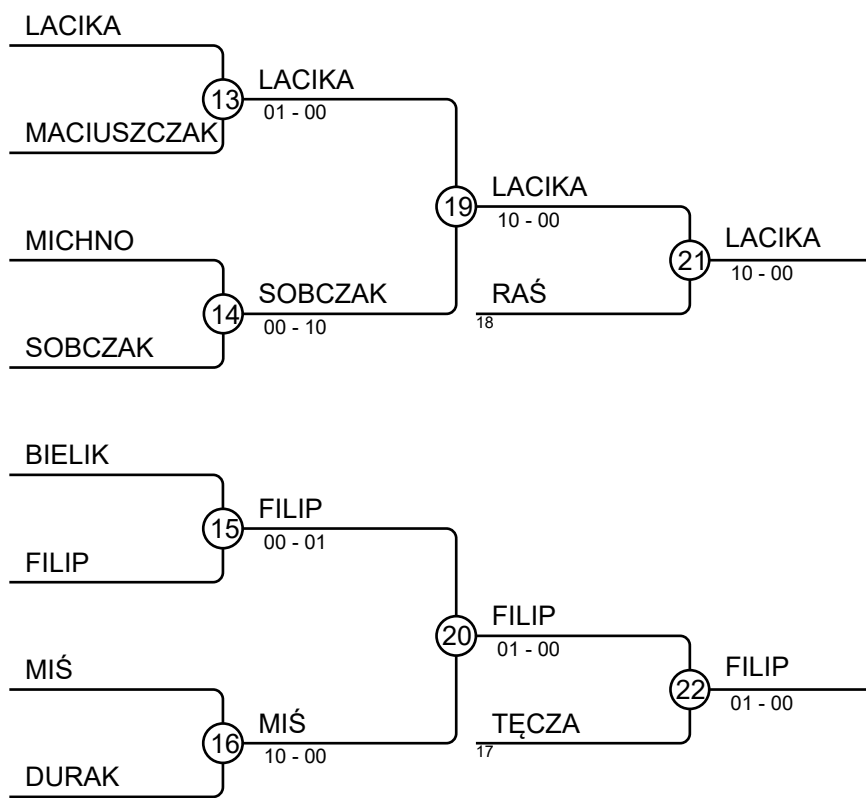 LACIKA
13
LACIKA
01 - 00
MACIUSZCZAK
19
LACIKA
10 - 00
MICHNO
21
LACIKA
10 - 00
14
SOBCZAK
00 - 10
RAŚ
18
SOBCZAK
BIELIK
15
FILIP
00 - 01
FILIP
20
FILIP
01 - 00
MIŚ
22
FILIP
01 - 00
16
MIŚ
10 - 00
TĘCZA
17
DURAK